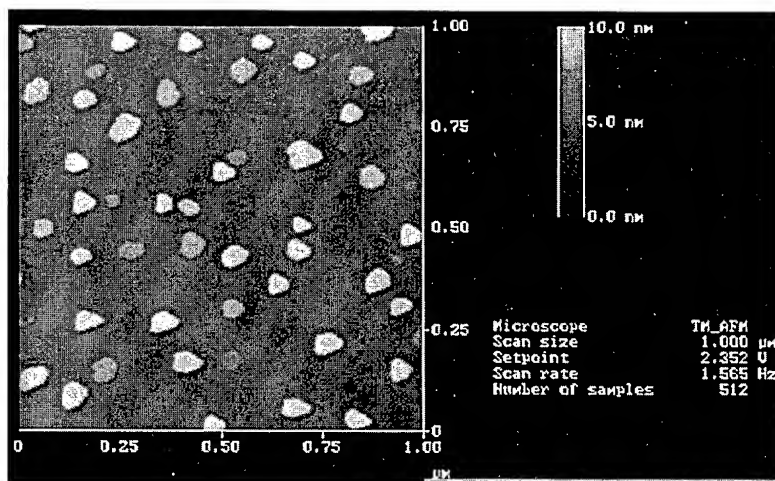 1.00
10.0 nm
0.75
5.0 nm
0.50
0.0 nm
0.25
Microscope TM_AFM
Scan size 1.000 µm
Setpoint 2.352 V
Scan rate 1.565 Hz
Number of samples 512
0
0 0.25 0.50 0.75 1.00
µM